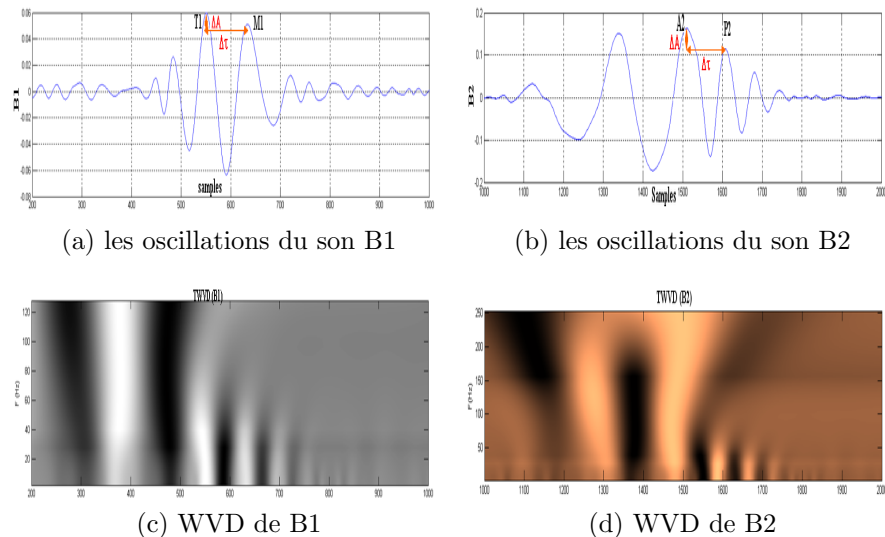 T1 ΔA M1
Δτ
B1
0.06
0.04
0.02
0
-0.02
-0.04
-0.06
-0.08
samples
200 300 400 500 600 700 800 900 1000
A2 P2
ΔA
Δτ
B2
0.2
0.1
0
-0.1
-0.2
Samples
1000 1100 1200 1300 1400 1500 1600 1700 1800 1900 2000
(a) les oscillations du son B1
(b) les oscillations du son B2
TWVD (B1)
F (Hz)
120
100
80
60
40
20
200 300 400 500 600 700 800 900 1000
TWVD (B2)
F (Hz)
250
200
150
100
50
1000 1100 1200 1300 1400 1500 1600 1700 1800 1900 2000
(c) WVD de B1
(d) WVD de B2